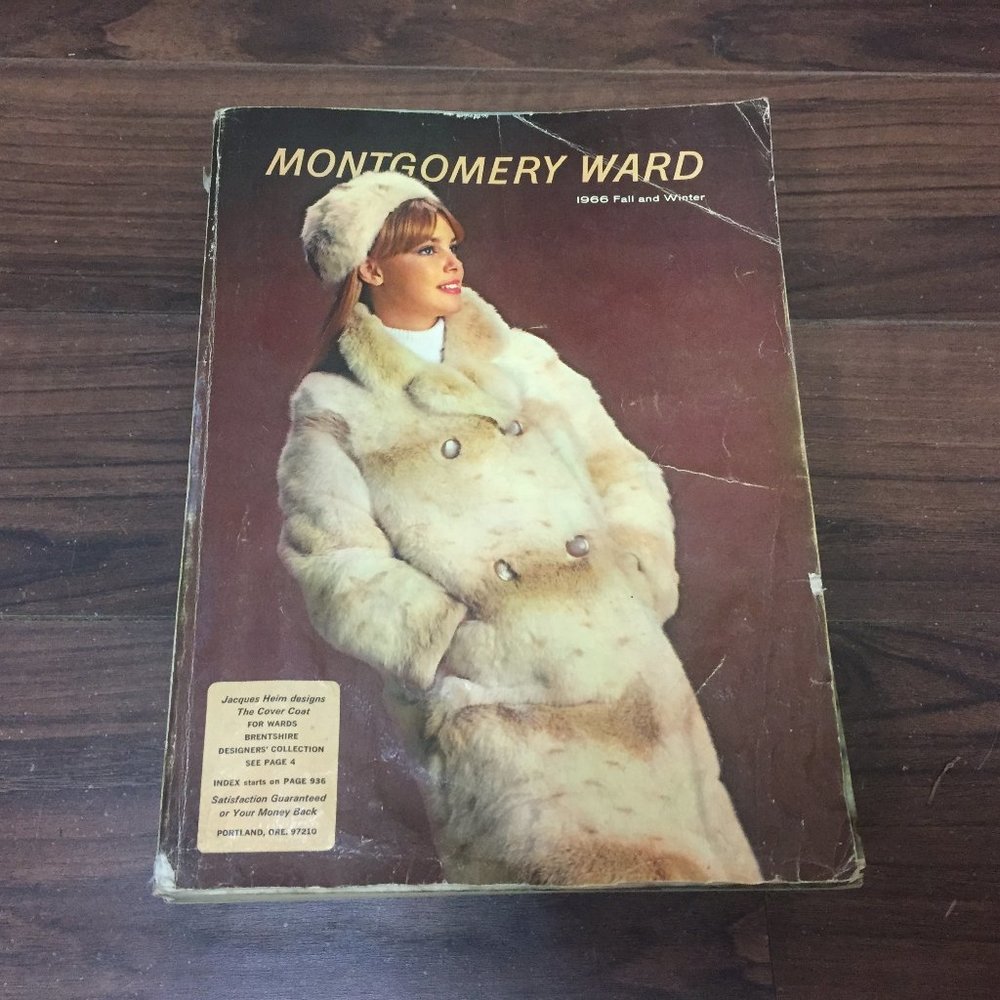 MONTGOMERY WARD
1966 Fall and Winter
Jacques Heim designs
The Cover Coat
FOR WARDS
BRENTSHIRE
DESIGNERS' COLLECTION
SEE PAGE 4
INDEX starts on PAGE 936
Satisfaction Guaranteed
or Your Money Back
PORTLAND, ORE. 97210